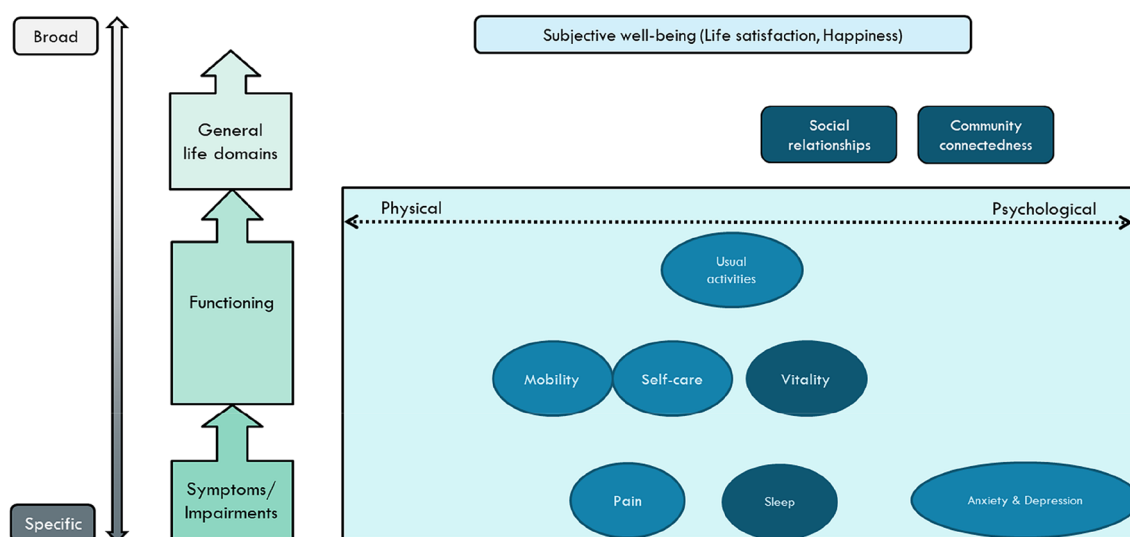 Broad
Subjective well-being (Life satisfaction, Happiness)
General
life domains
Social
relationships
Community
connectedness
Physical
Psychological
Usual
activities
Functioning
Mobility
Self-care
Vitality
Symptoms/
Impairments
Pain
Sleep
Anxiety & Depression
Specific